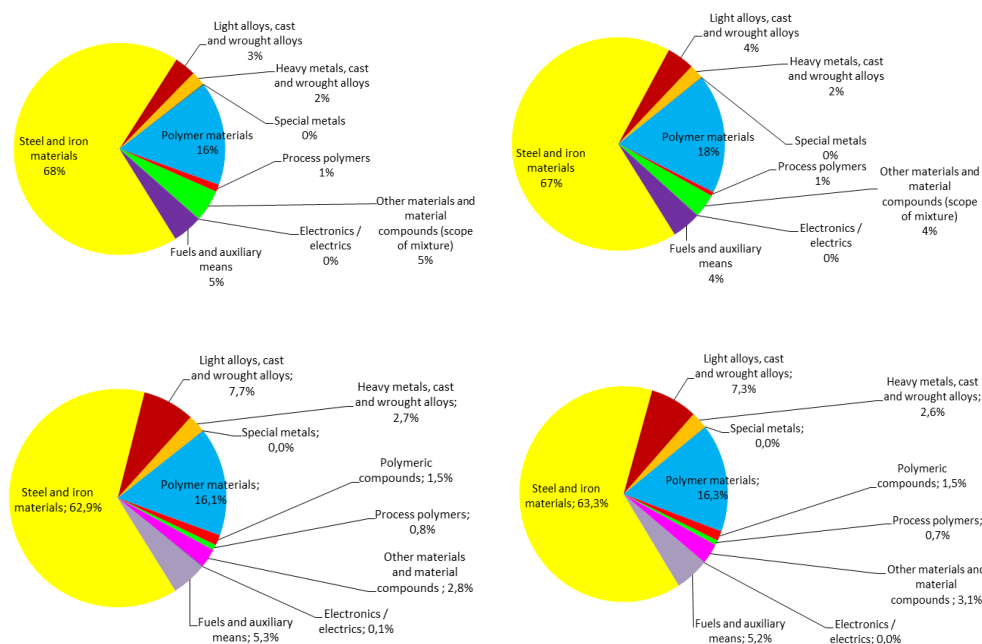 Light alloys, cast
and wrought alloys
3%
Heavy metals, cast
and wrought alloys
2%
Special metals
0%
Polymer materials
16%
Process polymers
1%
Other materials and
material
compounds (scope
of mixture)
5%
Electronics /
electrics
0%
Fuels and auxiliary
means
5%
Steel and iron
materials
68%
Light alloys, cast
and wrought alloys
4%
Heavy metals, cast
and wrought alloys
2%
Special metals
0%
Polymer materials
18%
Process polymers
1%
Other materials and
material
compounds (scope
of mixture)
4%
Electronics /
electrics
0%
Fuels and auxiliary
means
4%
Steel and iron
materials
67%
Light alloys, cast
and wrought alloys;
7,7%
Heavy metals, cast
and wrought alloys;
2,7%
Special metals;
0,0%
Polymer materials;
16,1%
Polymeric
compounds; 1,5%
Process polymers;
0,8%
Other materials
and material
compounds ; 2,8%
Electronics /
electrics; 0,1%
Fuels and auxiliary
means; 5,3%
Steel and iron
materials; 62,9%
Light alloys, cast
and wrought alloys;
7,3%
Heavy metals, cast
and wrought alloys;
2,6%
Special metals;
0,0%
Polymer materials;
16,3%
Polymeric
compounds; 1,5%
Process polymers;
0,7%
Other materials and
material
compounds ; 3,1%
Electronics /
electrics; 0,0%
Fuels and auxiliary
means; 5,2%
Steel and iron
materials; 63,3%